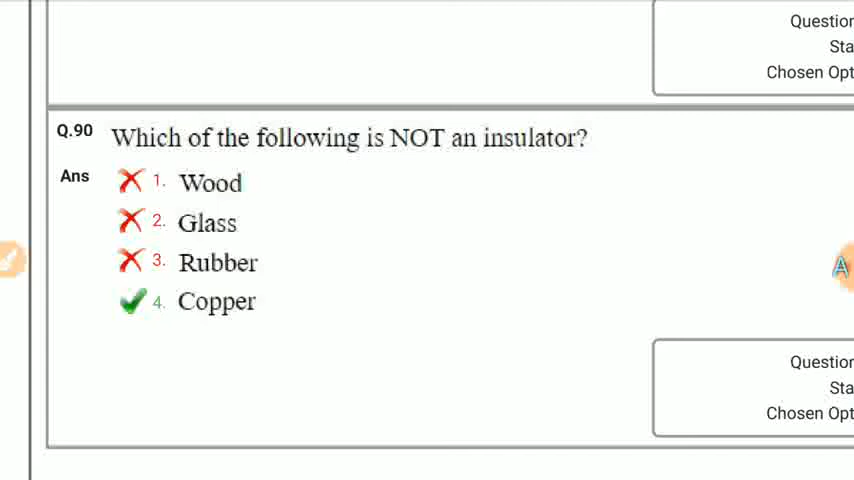 Question
Sta
Chosen Opt
Q.90 Which of the following is NOT an insulator?
Ans 1. Wood
2. Glass
3. Rubber
4. Copper
A
Question
Sta
Chosen Opt